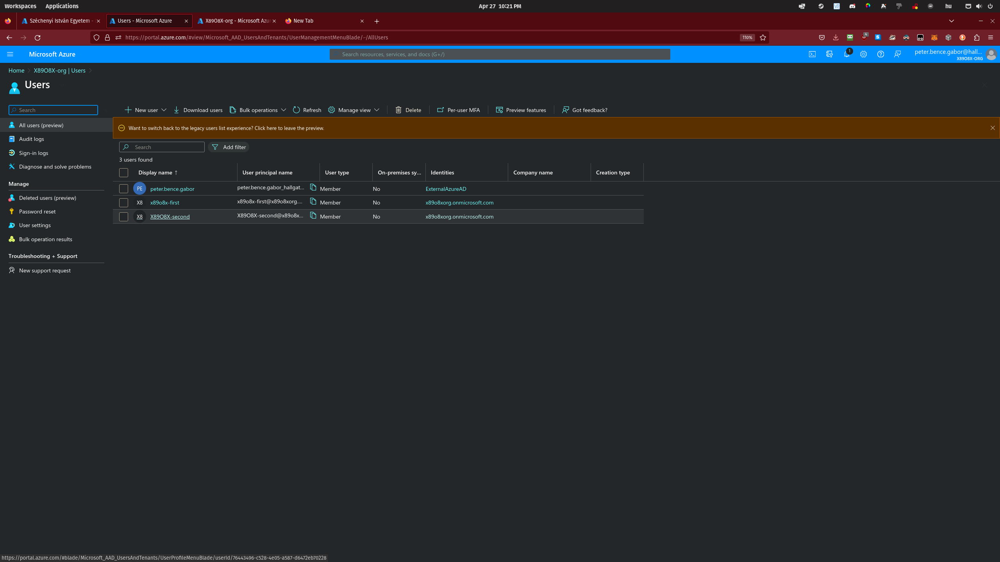 Workspaces Applications Apr 27 10:21 PM hu
Széchenyi István Egyetem - Users - Microsoft Azure X89O8X-org - Microsoft Azur New Tab
https://portal.azure.com/#view/Microsoft_AAD_UsersAndTenants/UserManagementMenuBlade/~/AllUsers 110% 4
Microsoft Azure Search resources, services, and docs (G+/) 1 peter.bence.gabor@hall...
X89O8X-ORG
Home X89O8X-org | Users
Users
Search
New user Download users Bulk operations Refresh Manage view Delete Per-user MFA Preview features Got feedback?
All users (preview)
Audit logs
Sign-in logs
Diagnose and solve problems
Manage
Deleted users (preview)
Password reset
User settings
Bulk operation results
Troubleshooting + Support
New support request
Want to switch back to the legacy users list experience? Click here to leave the preview.
Search Add filter
3 users found
Display name ↑ User principal name User type On-premises sy... Identities Company name Creation type
PE peter.bence.gabor peter.bence.gabor_hallgat... Member No ExternalAzureAD
X8 x89o8x-first x89o8x-first@x89o8xorg.... Member No x89o8xorg.onmicrosoft.com
X8 X89O8X-second X89O8X-second@x89o8x... Member No x89o8xorg.onmicrosoft.com
https://portal.azure.com/#blade/Microsoft_AAD_UsersAndTenants/UserProfileMenuBlade/userId/76443496-c528-4e05-a587-d6472eb70228